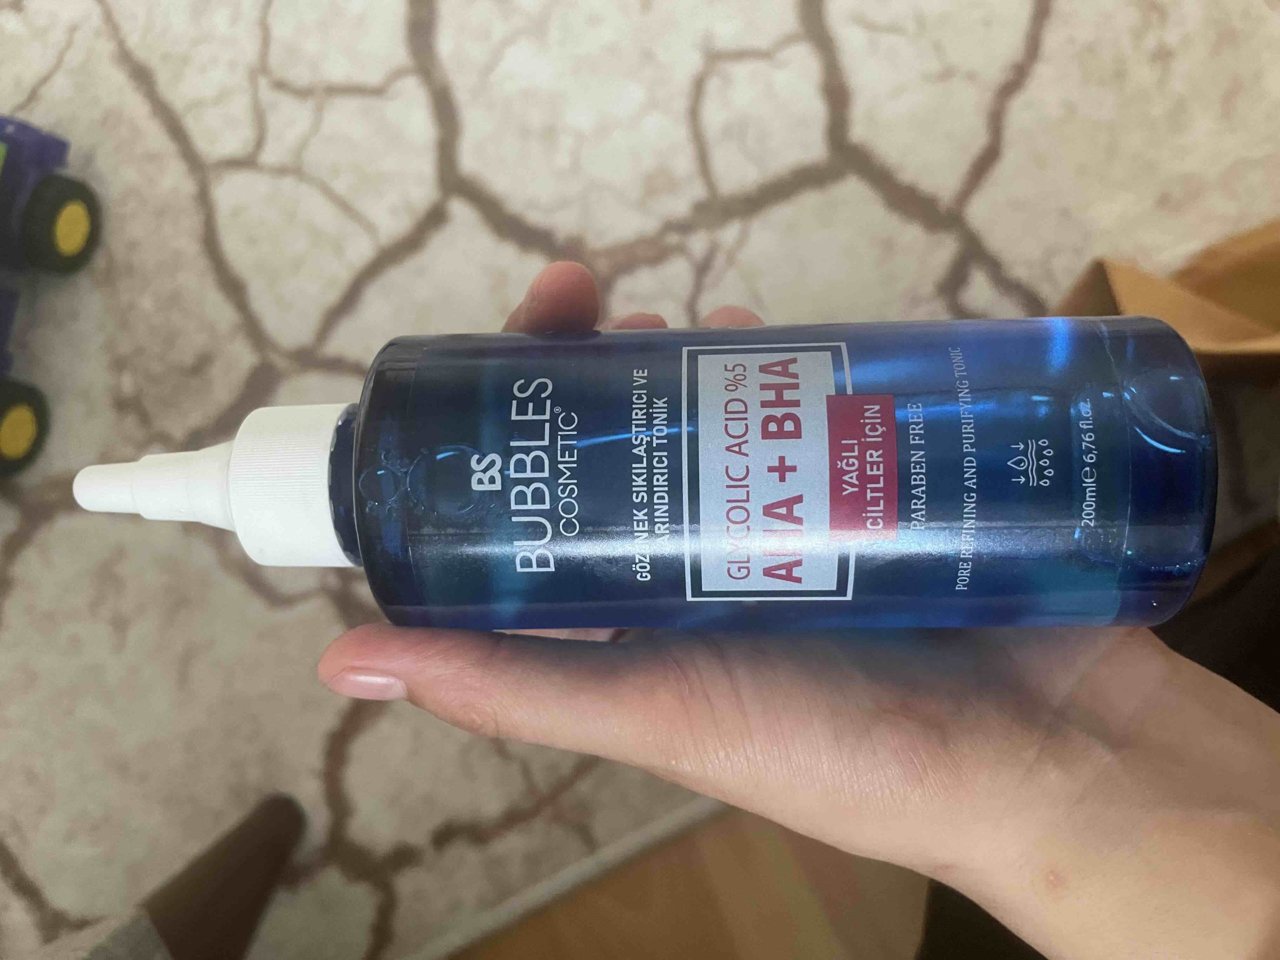 BS
BUBBLES
COSMETIC®
GÖZENEK SIKILAŞTIRICI VE
ARINDIRICI TONİK
GLYCOLIC ACID %5
AHA + BHA
YAĞLI
CİLTLER İÇİN
PARABEN FREE
PORE REFINING AND PURIFYING TONIC
200ml℮ 6,76 fl.oz.